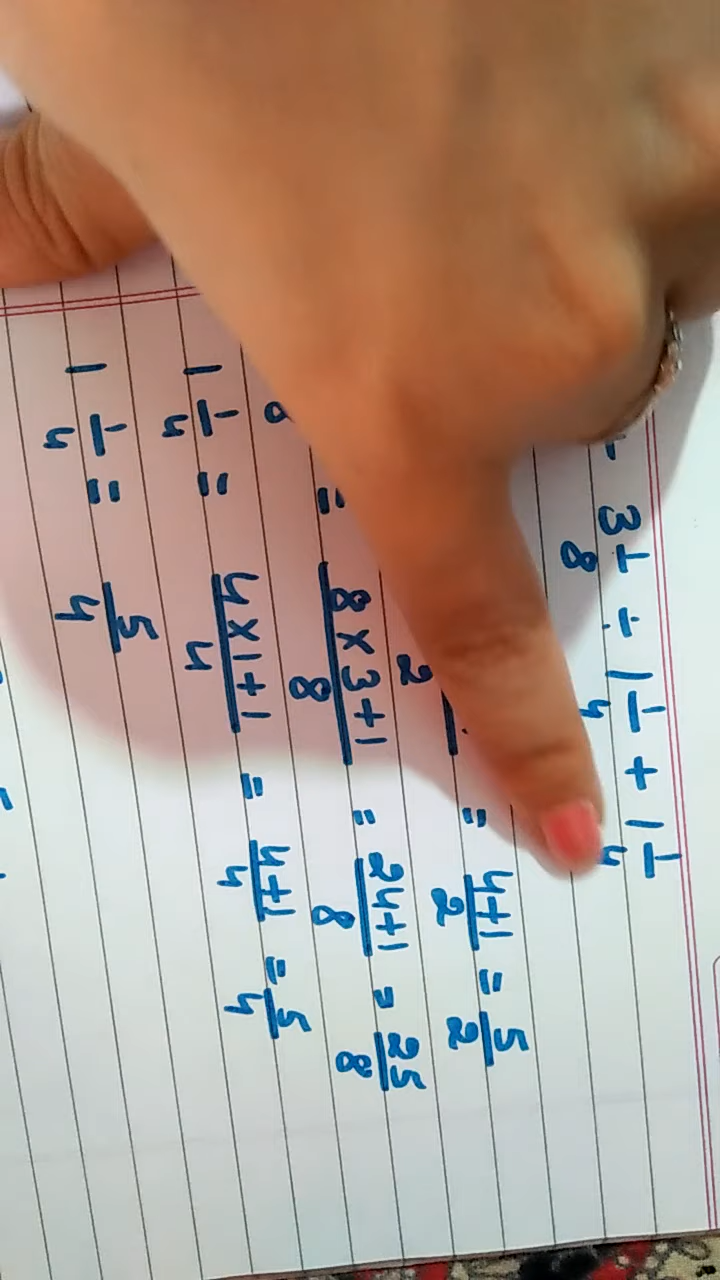 - 3 1/8 ÷ 1 1/4 + 1 1/4
2 = 4+1/2 = 5/2
= 8×3+1/8 = 24+1/8 = 25/8
1 1/4 = 4×1+1/4 = 4+1/4 = 5/4
1 1/4 = 5/4